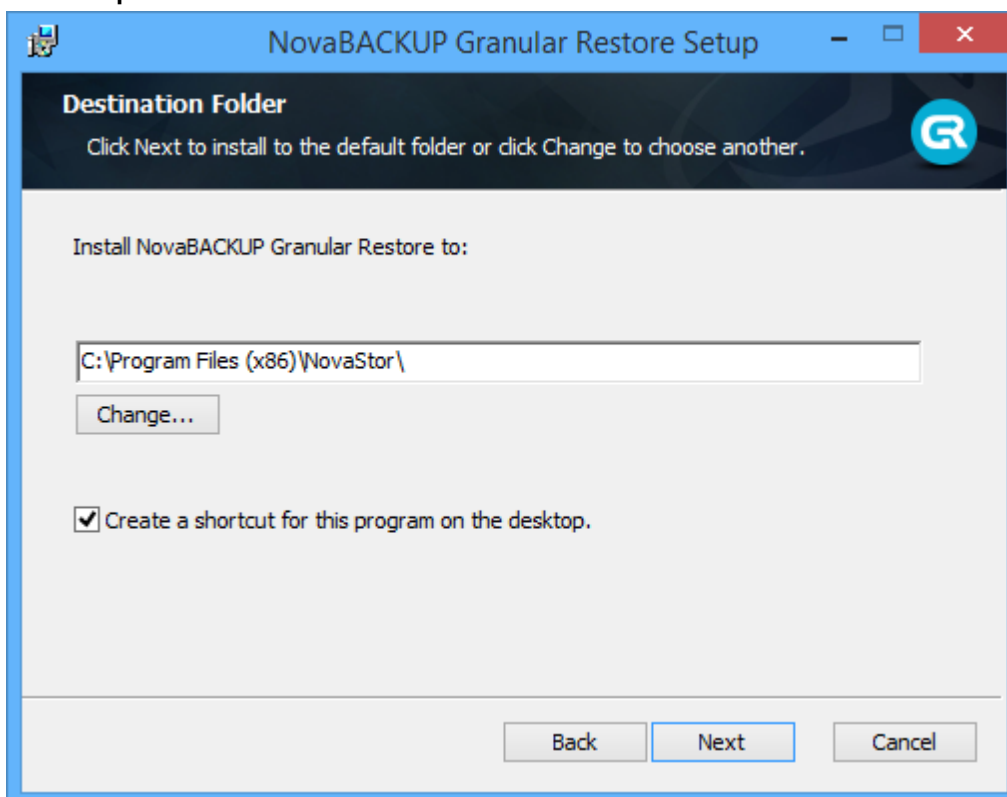 NovaBACKUP Granular Restore Setup
Destination Folder
Click Next to install to the default folder or click Change to choose another.
GR
Install NovaBACKUP Granular Restore to:
C:\Program Files (x86)\NovaStor\
Change...
Create a shortcut for this program on the desktop.
Back Next Cancel